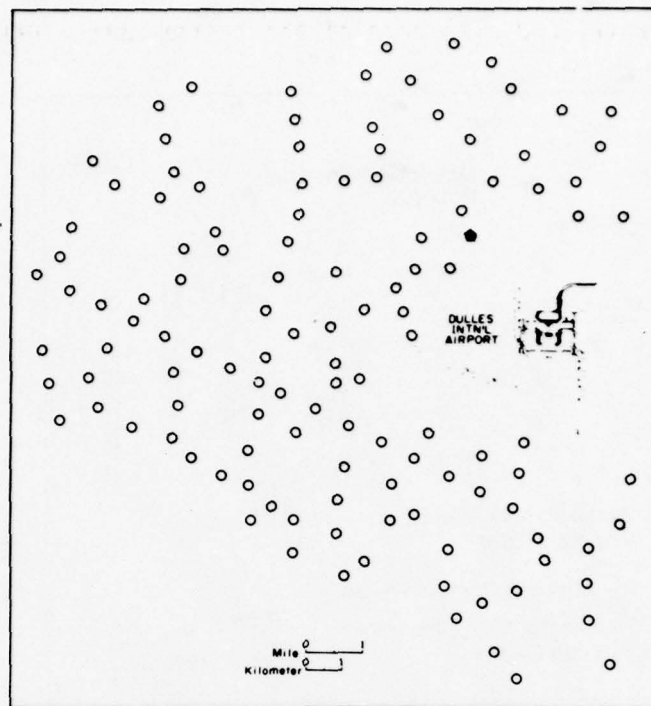 DULLES
INTN'L
AIRPORT
0 1
Mile
0 1
Kilometer